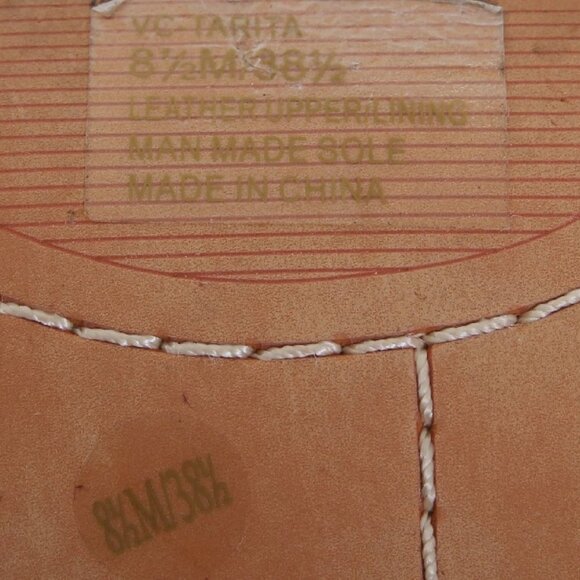 VC-TARITA
8½M/38½
LEATHER UPPER/LINING
MAN MADE SOLE
MADE IN CHINA
8½M/38½